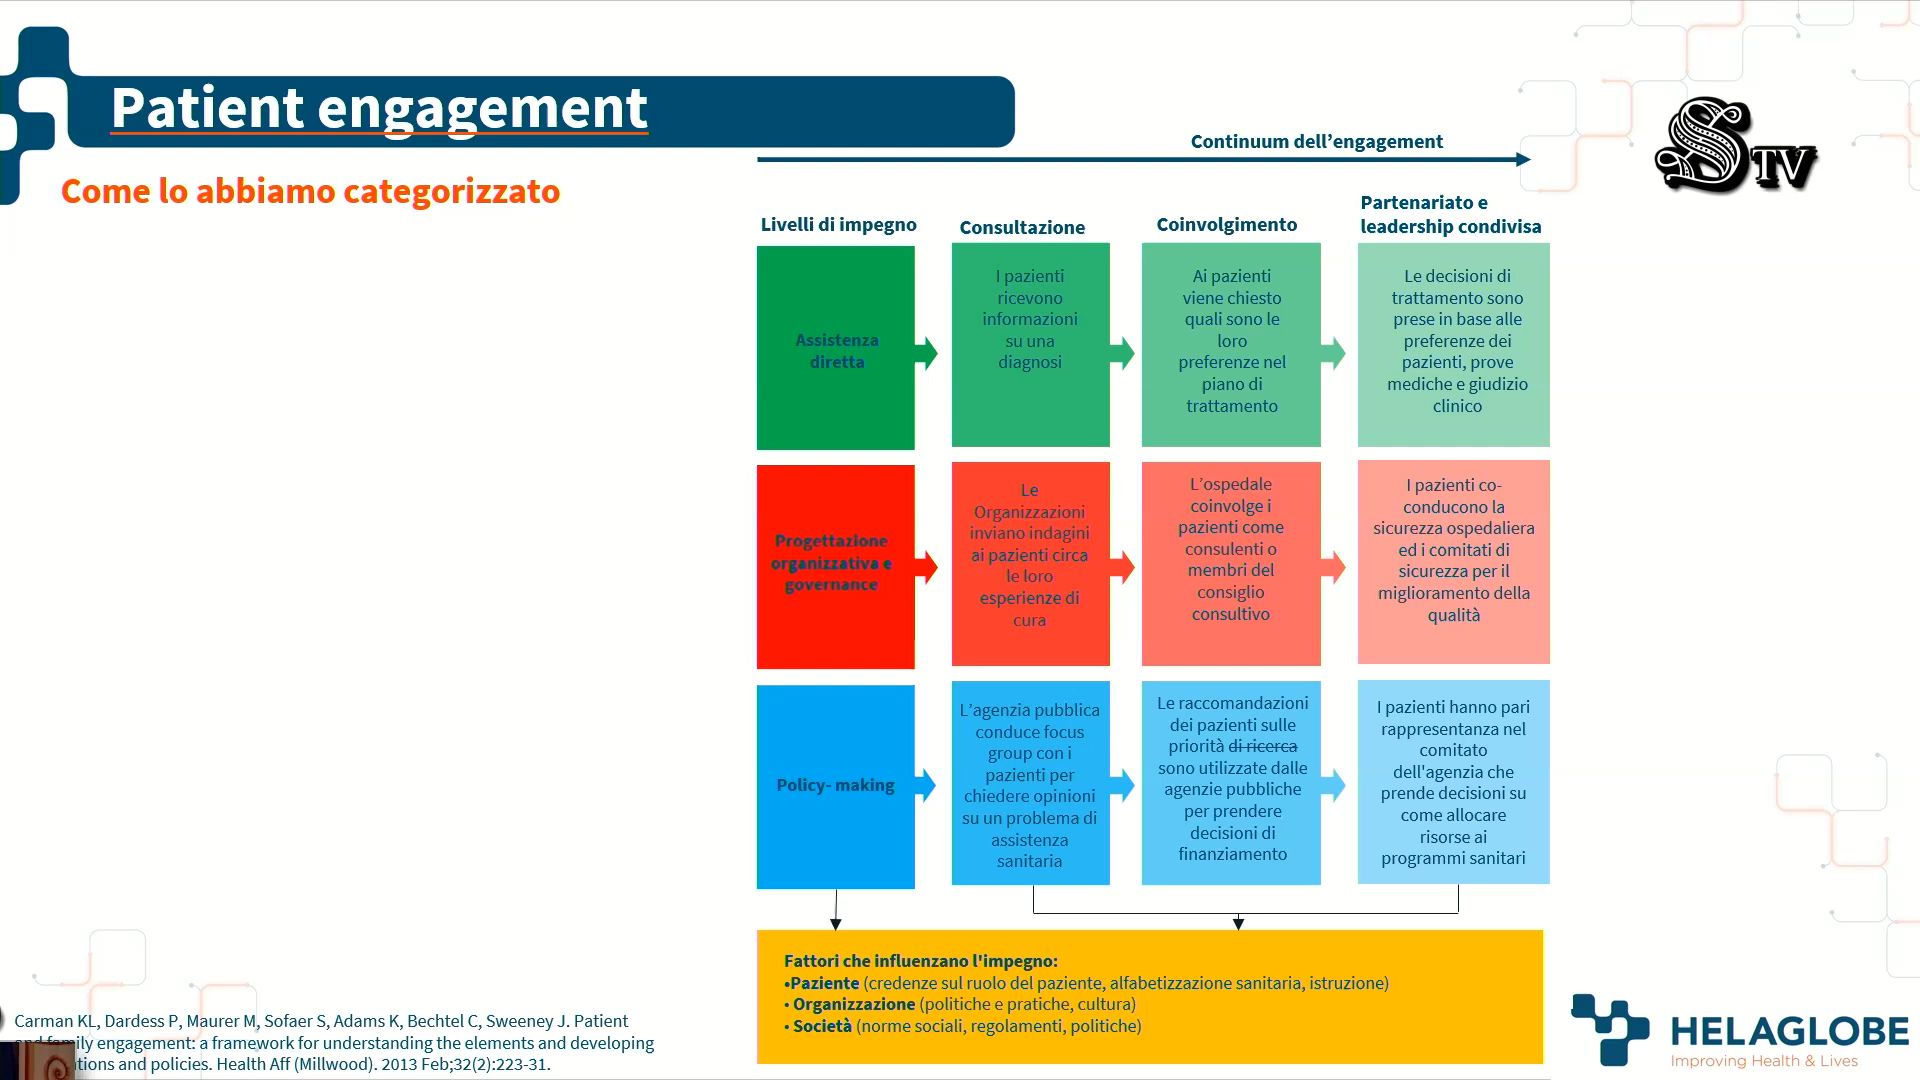 Patient engagement
Come lo abbiamo categorizzato
Continuum dell’engagement
Livelli di impegno
Consultazione
Coinvolgimento
Partenariato e
leadership condivisa
Assistenza
diretta
I pazienti
ricevono
informazioni
su una
diagnosi
Ai pazienti
viene chiesto
quali sono le
loro
preferenze nel
piano di
trattamento
Le decisioni di
trattamento sono
prese in base alle
preferenze dei
pazienti, prove
mediche e giudizio
clinico
Progettazione
organizzativa e
governance
Le
Organizzazioni
inviano indagini
ai pazienti circa
le loro
esperienze di
cura
L’ospedale
coinvolge i
pazienti come
consulenti o
membri del
consiglio
consultivo
I pazienti co-
conducono la
sicurezza ospedaliera
ed i comitati di
sicurezza per il
miglioramento della
qualità
Policy- making
L’agenzia pubblica
conduce focus
group con i
pazienti per
chiedere opinioni
su un problema di
assistenza
sanitaria
Le raccomandazioni
dei pazienti sulle
priorità di ricerca
sono utilizzate dalle
agenzie pubbliche
per prendere
decisioni di
finanziamento
I pazienti hanno pari
rappresentanza nel
comitato
dell'agenzia che
prende decisioni su
come allocare
risorse ai
programmi sanitari
Fattori che influenzano l'impegno:
•Paziente (credenze sul ruolo del paziente, alfabetizzazione sanitaria, istruzione)
• Organizzazione (politiche e pratiche, cultura)
• Società (norme sociali, regolamenti, politiche)
Carman KL, Dardess P, Maurer M, Sofaer S, Adams K, Bechtel C, Sweeney J. Patient
and family engagement: a framework for understanding the elements and developing
tions and policies. Health Aff (Millwood). 2013 Feb;32(2):223-31.
STV
HELAGLOBE
Improving Health & Lives